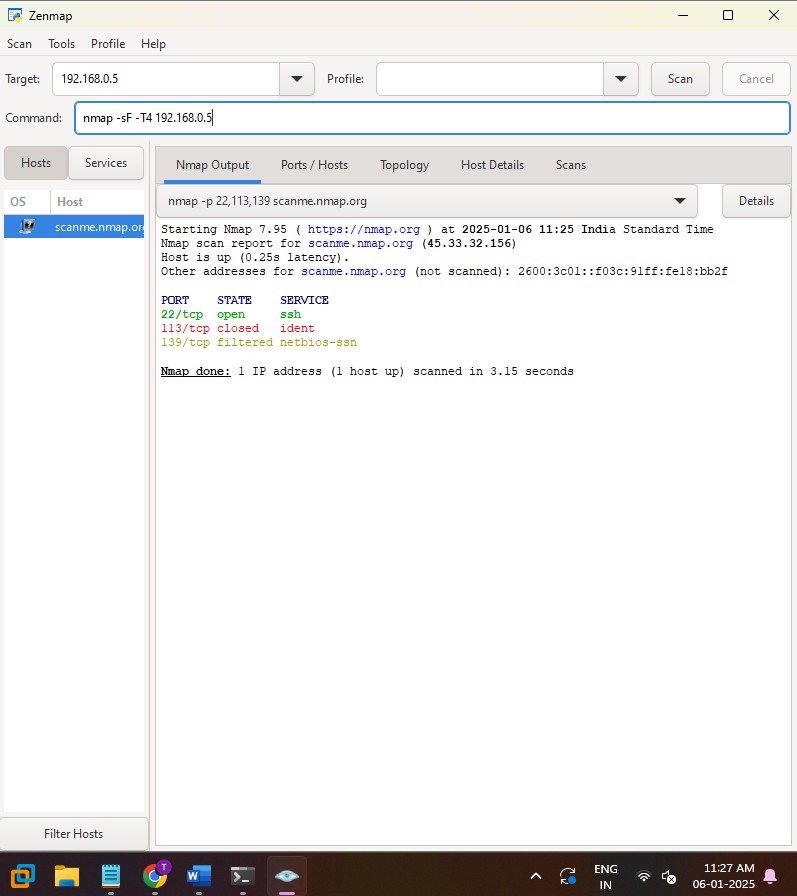 Zenmap
Scan Tools Profile Help
Target: 192.168.0.5 Profile: Scan Cancel
Command: nmap -sF -T4 192.168.0.5
Hosts Services
Nmap Output Ports / Hosts Topology Host Details Scans
OS Host
scanme.nmap.or
nmap -p 22,113,139 scanme.nmap.org Details
Starting Nmap 7.95 ( https://nmap.org ) at 2025-01-06 11:25 India Standard Time
Nmap scan report for scanme.nmap.org (45.33.32.156)
Host is up (0.25s latency).
Other addresses for scanme.nmap.org (not scanned): 2600:3c01::f03c:91ff:fe18:bb2f
PORT STATE SERVICE
22/tcp open ssh
113/tcp closed ident
139/tcp filtered netbios-ssn
Nmap done: 1 IP address (1 host up) scanned in 3.15 seconds
Filter Hosts
T
W
ENG
IN
11:27 AM
06-01-2025